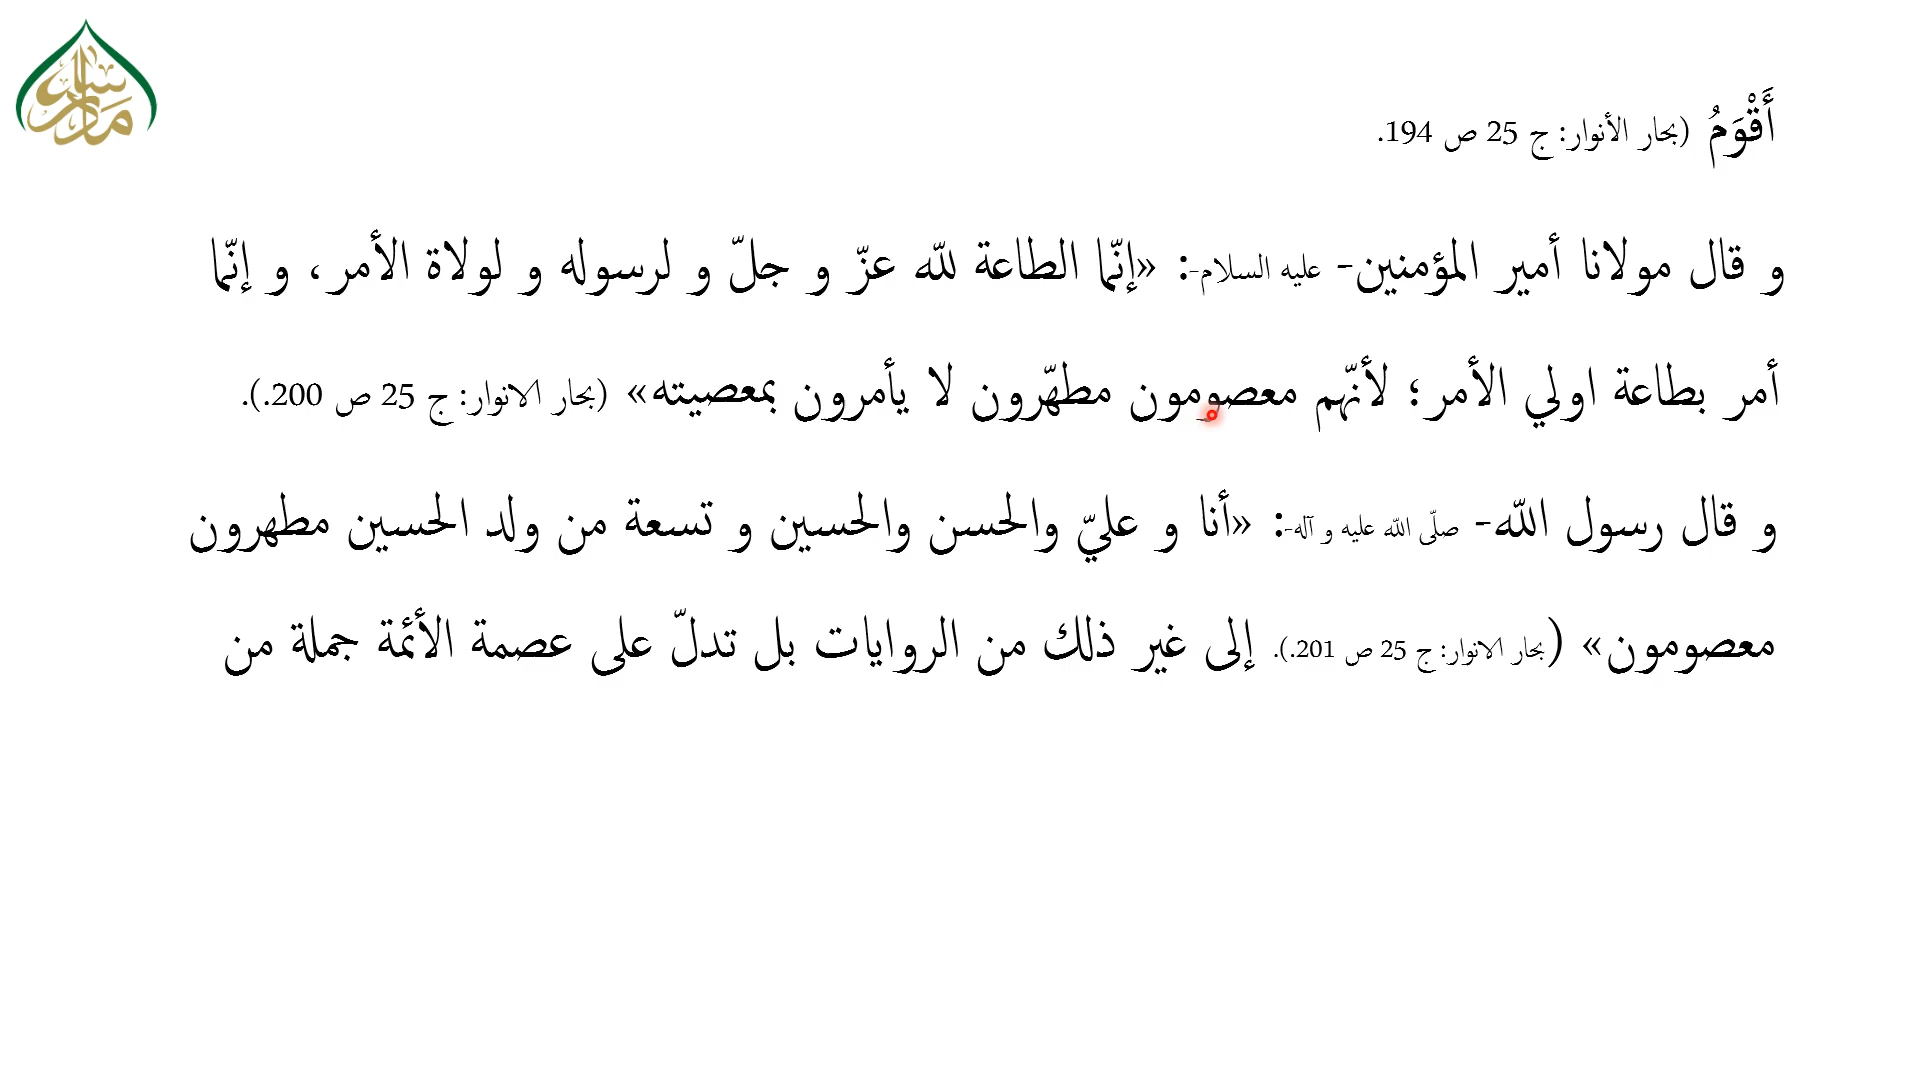 أَقْوَمُ (بحار الأنوار: ج 25 ص 194.
و قال مولانا أمير المؤمنين- عليه السلام-: «إنّما الطاعة للّه عزّ و جلّ و لرسوله و لولاة الأمر، و إنّما
أمر بطاعة اولي الأمر؛ لأنّهم معصومون مطهّرون لا يأمرون بمعصيته» (بحار الانوار: ج 25 ص 200.).
و قال رسول اللّه- صلّى اللّه عليه و آله-: «أنا و عليّ والحسن والحسين و تسعة من ولد الحسين مطهرون
معصومون» (بحار الانوار: ج 25 ص 201.). إلى غير ذلك من الروايات بل تدلّ على عصمة الأئمة جملة من